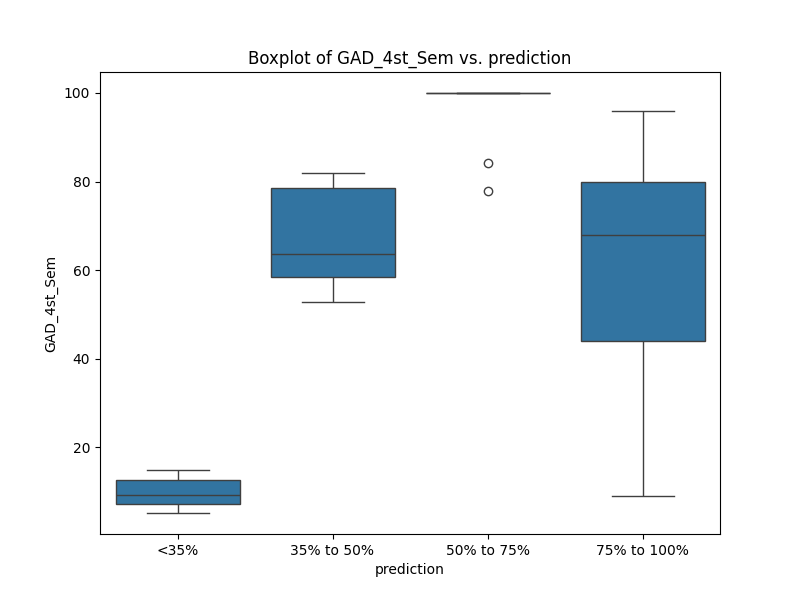 Boxplot of GAD_4st_Sem vs. prediction
100
80
60
40
20
GAD_4st_Sem
<35%
35% to 50%
50% to 75%
75% to 100%
prediction